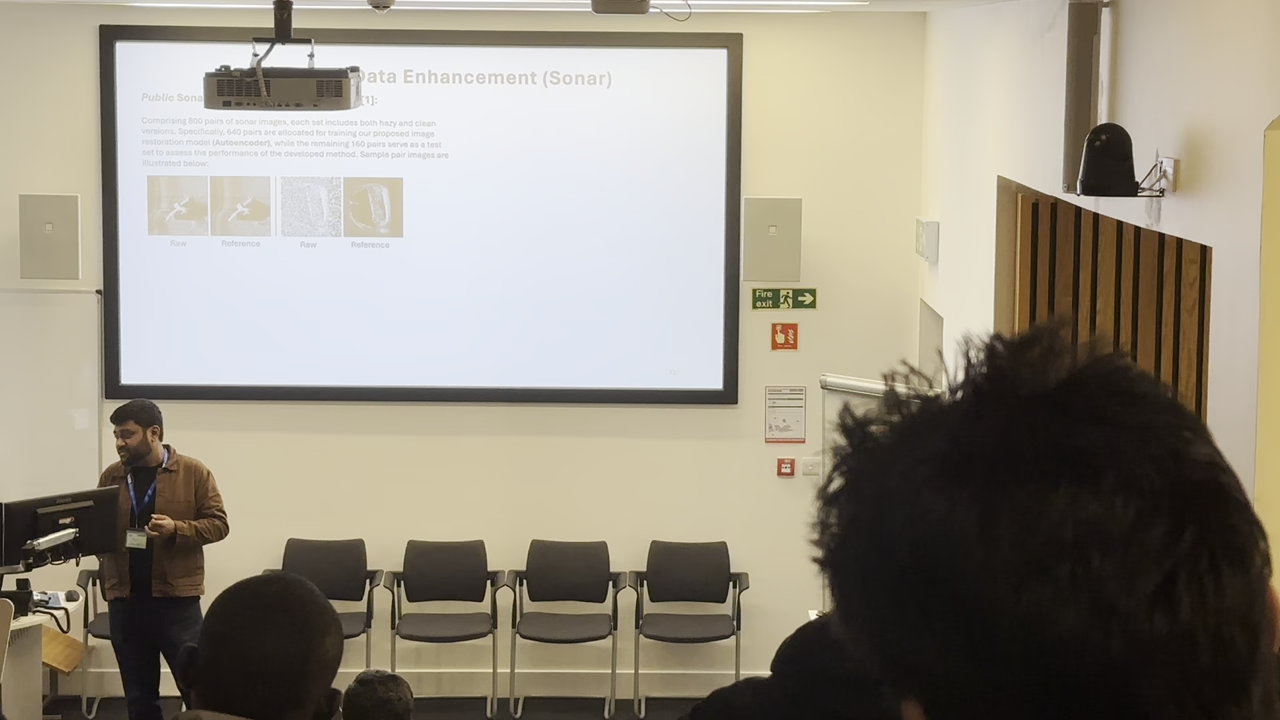 Data Enhancement (Sonar)
Public Sona
[1]:
Comprising 800 pairs of sonar images, each set includes both hazy and clean
versions. Specifically, 640 pairs are allocated for training our proposed image
restoration model (Autoencoder), while the remaining 160 pairs serve as a test
set to assess the performance of the developed method. Sample pair images are
illustrated below:
Raw Reference Raw Reference
Fire
exit